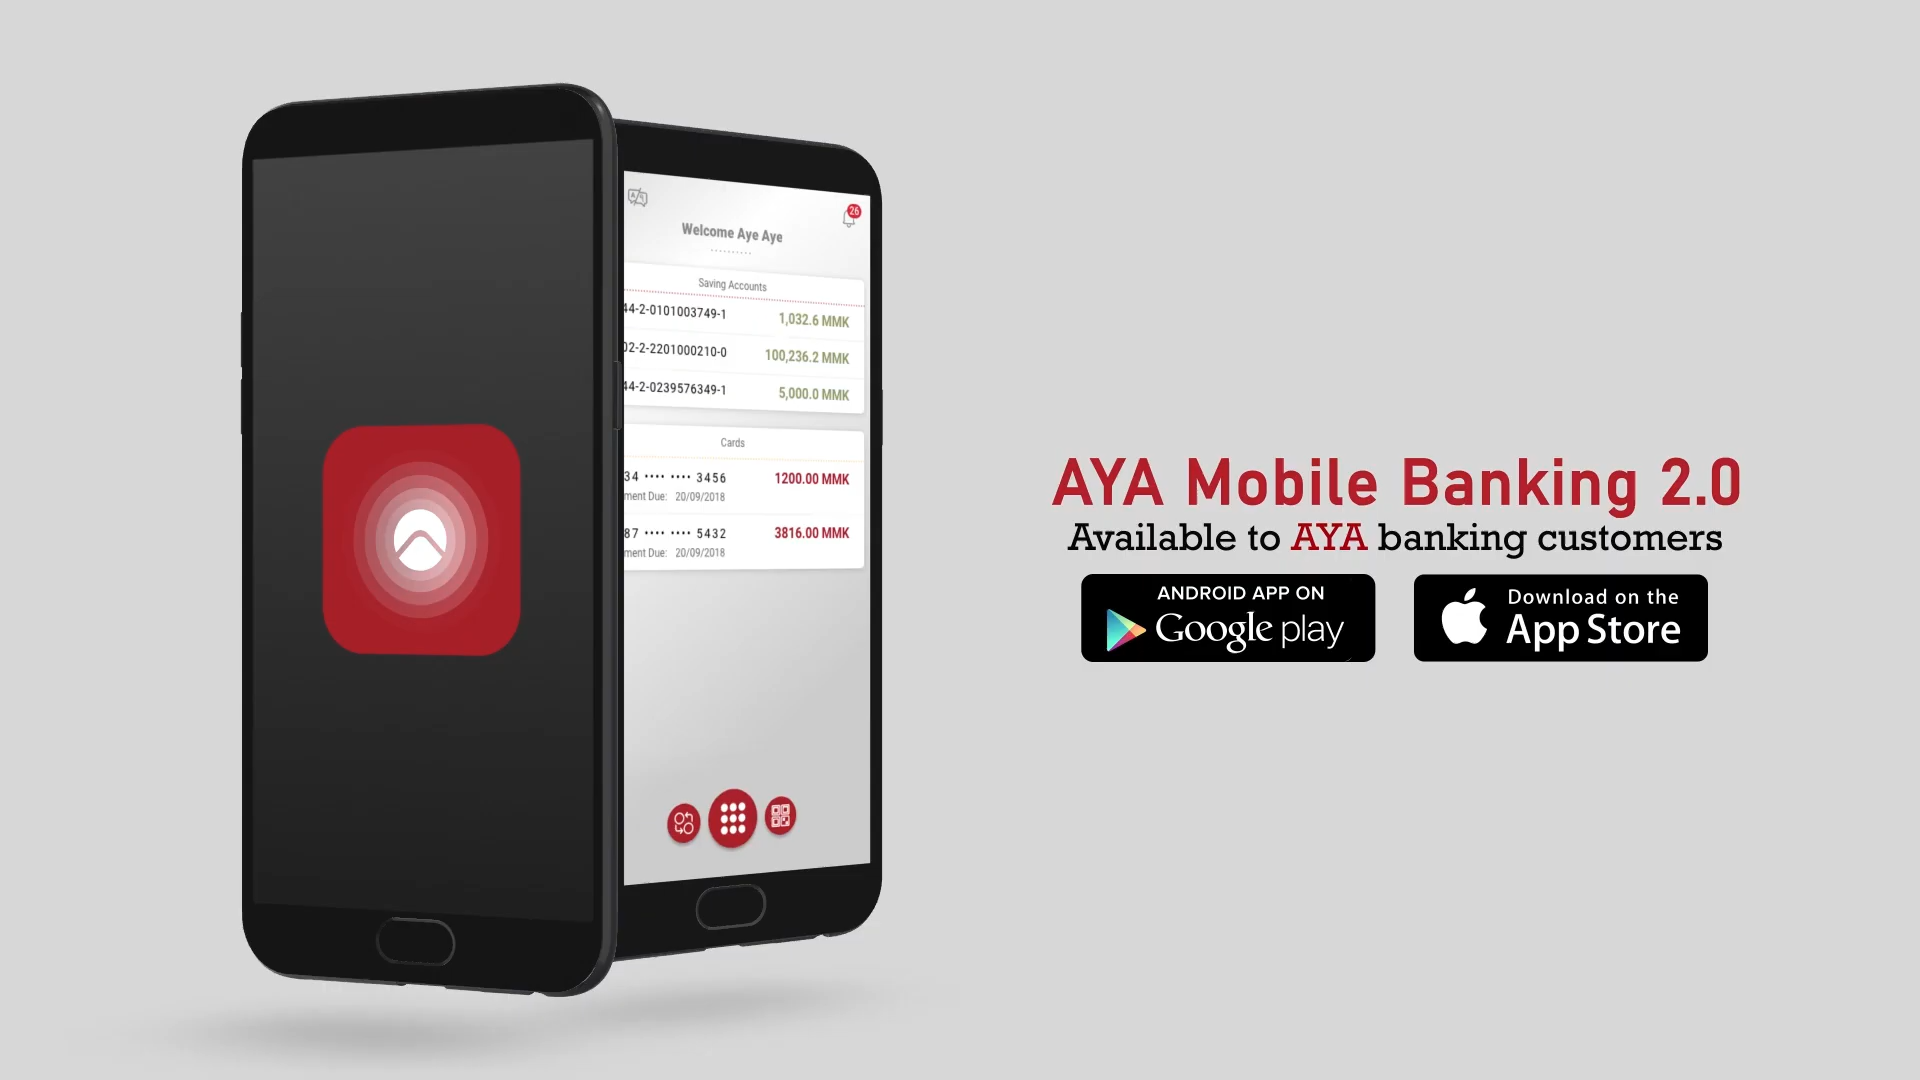 26
Welcome Aye Aye
Saving Accounts
44-2-0101003749-1 1,032.6 MMK
02-2-2201000210-0 100,236.2 MMK
44-2-0239576349-1 5,000.0 MMK
Cards
34 •••• •••• 3456 1200.00 MMK
ment Due: 20/09/2018
87 •••• •••• 5432 3816.00 MMK
ment Due: 20/09/2018
AYA Mobile Banking 2.0
Available to AYA banking customers
ANDROID APP ON
Google play
Download on the
App Store